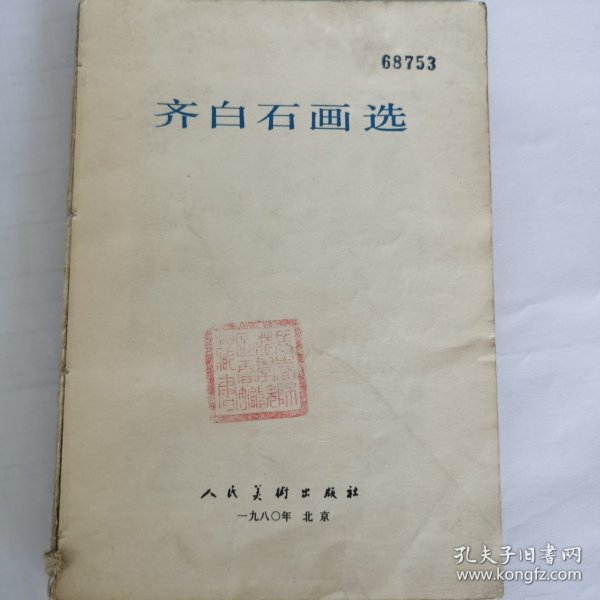 68753
齐白石画选
人民美术出版社
一九八〇年 北京
孔夫子旧书网
www.kongfz.com